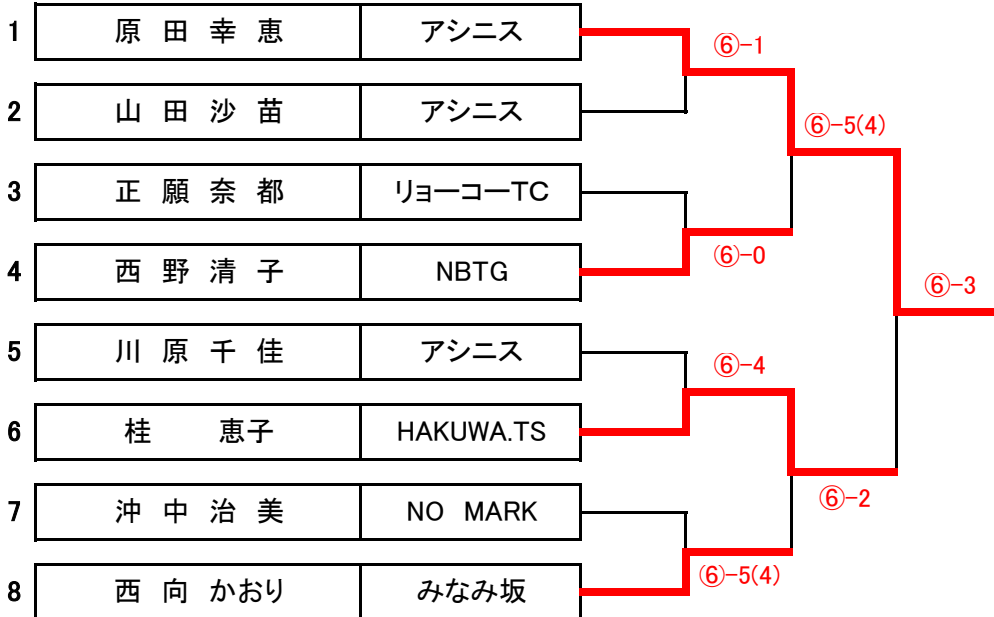 1 原 田 幸 恵 アシニス
⑥-1
2 山 田 沙 苗 アシニス
⑥-5(4)
3 正 願 奈 都 リョーコーTC
4 西 野 清 子 NBTG
⑥-0
⑥-3
5 川 原 千 佳 アシニス
⑥-4
6 桂 恵子 HAKUWA.TS
7 沖 中 治 美 NO MARK
⑥-2
8 西 向 かおり みなみ坂
⑥-5(4)